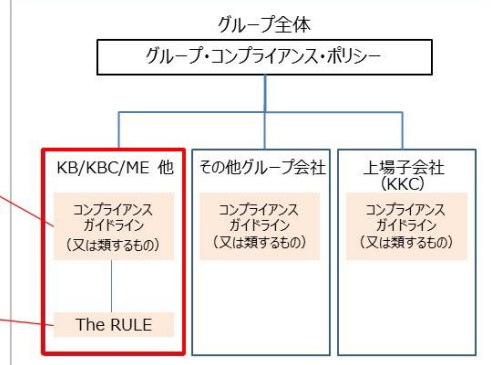 グループ全体
グループ・コンプライアンス・ポリシー
KB/KBC/ME 他
コンプライアンス
ガイドライン
（又は類するもの）
The RULE
その他グループ会社
コンプライアンス
ガイドライン
（又は類するもの）
上場子会社
（KKC）
コンプライアンス
ガイドライン
（又は類するもの）